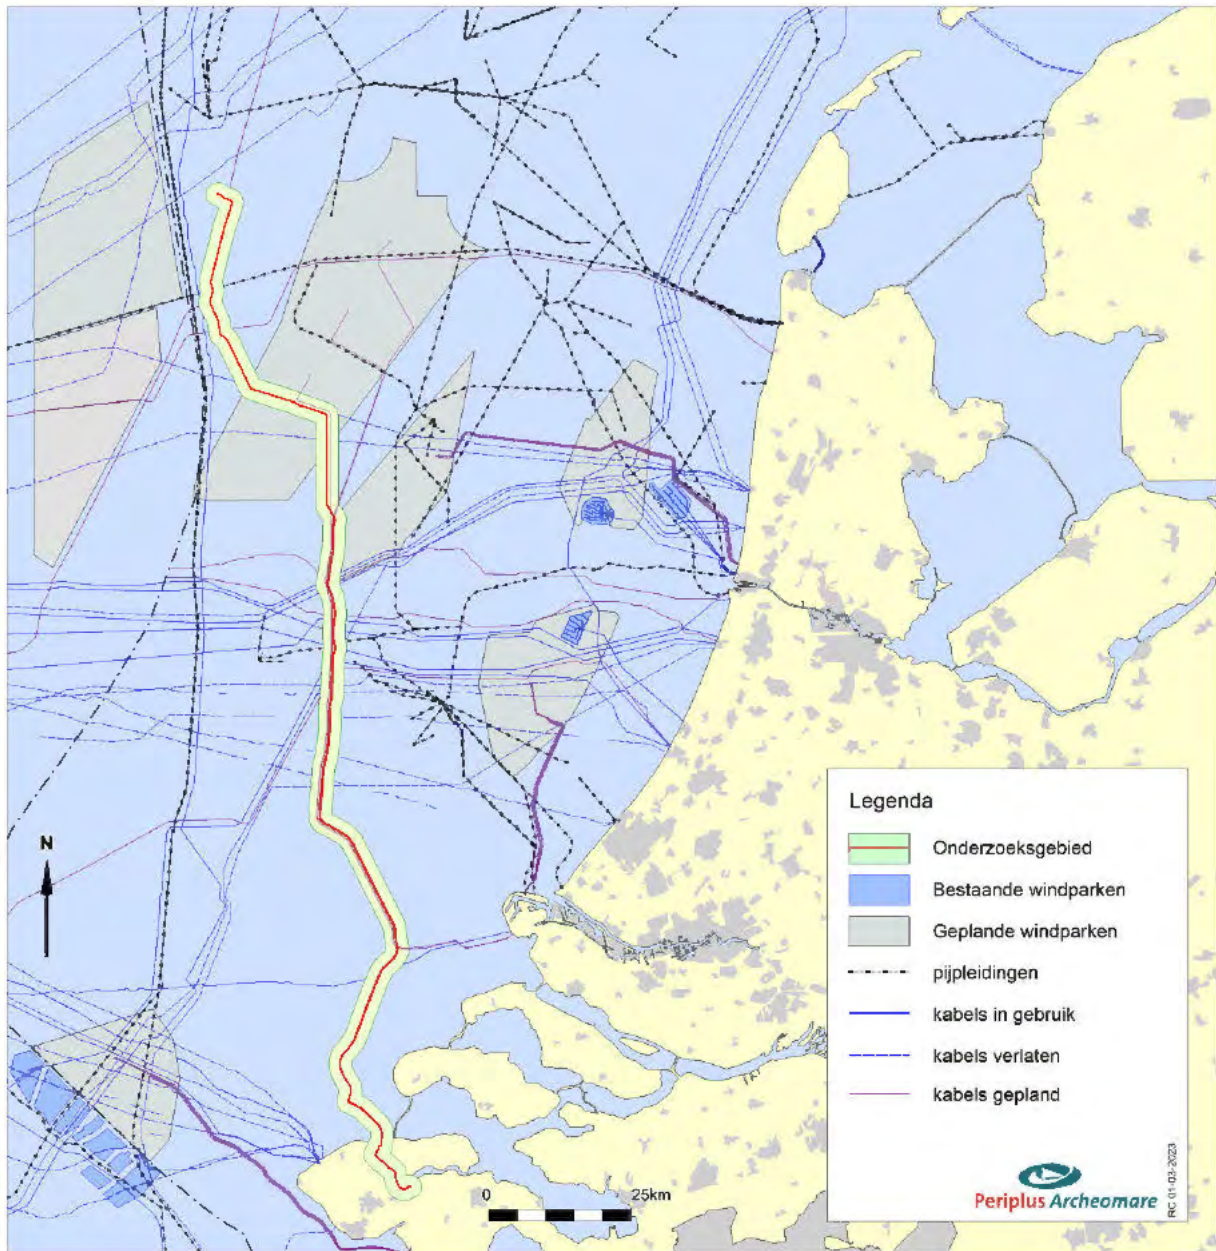 N
Legenda
Onderzoeksgebied
Bestaande windparken
Geplande windparken
pijpleidingen
kabels in gebruik
kabels verlaten
kabels gepland
0 25km
Periplus Archeomare
RC 01-03-2023